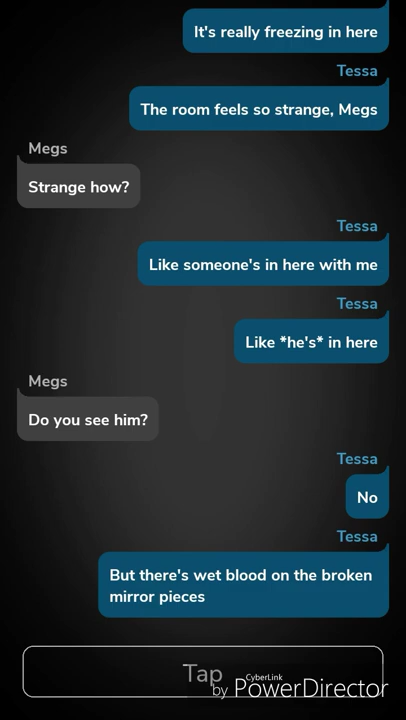 It's really freezing in here
Tessa
The room feels so strange, Megs
Megs
Strange how?
Tessa
Like someone's in here with me
Tessa
Like *he's* in here
Megs
Do you see him?
Tessa
No
Tessa
But there's wet blood on the broken
mirror pieces
Tap
by CyberLink
PowerDirector